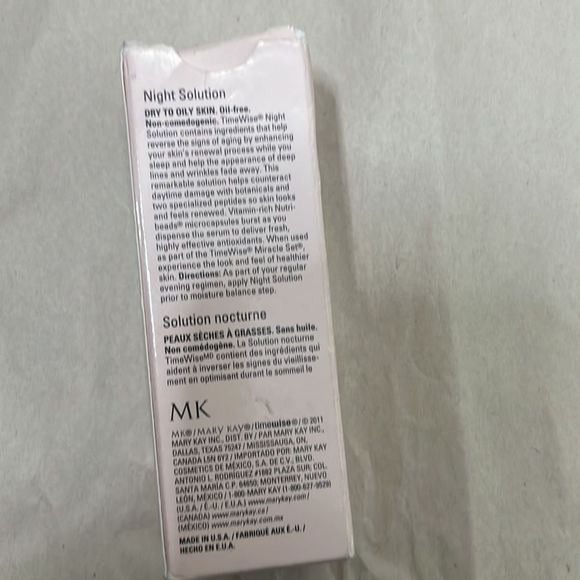 Night Solution
DRY TO OILY SKIN. Oil-free.
Non-comedogenic. TimeWise® Night
Solution contains ingredients that help
reverse the signs of aging by enhancing
your skin's renewal process while you
sleep and help the appearance of deep
lines and wrinkles fade away. This
remarkable solution helps counteract
daytime damage with botanicals and
two specialized peptides so skin looks
and feels renewed. Vitamin-rich Nutri-
beads® microcapsules burst as you
dispense the serum to deliver fresh,
highly effective antioxidants. When used
as part of the TimeWise® Miracle Set®,
experience the look and feel of healthier
skin. Directions: As part of your regular
evening regimen, apply Night Solution
prior to moisture balance step.
Solution nocturne
PEAUX SÈCHES À GRASSES. Sans huile.
Non comédogène. La Solution nocturne
TimeWise MD contient des ingrédients qui
aident à inverser les signes du vieillisse-
ment en optimisant durant le sommeil le
MK
MK®/MARY KAY®/timewise®/© 2011
MARY KAY INC., DIST. BY / PAR MARY KAY INC.,
DALLAS, TEXAS 75247 / MISSISSAUGA, ON,
CANADA L5N 6Y2 / IMPORTADO POR: MARY KAY
COSMETICS DE MÉXICO, S.A. DE C.V., BLVD.
ANTONIO L. RODRÍGUEZ #1882 PLAZA SUR, COL.
SANTA MARÍA C.P. 64650, MONTERREY, NUEVO
LEÓN, MÉXICO / 1-800-MARY KAY (1-800-627-9529)
(U.S.A. / É.-U. / E.U.A.) www.marykay.com/
(CANADA) www.marykay.ca/
(MÉXICO) www.marykay.com.mx
MADE IN U.S.A. / FABRIQUÉ AUX É.-U. /
HECHO EN E.U.A.